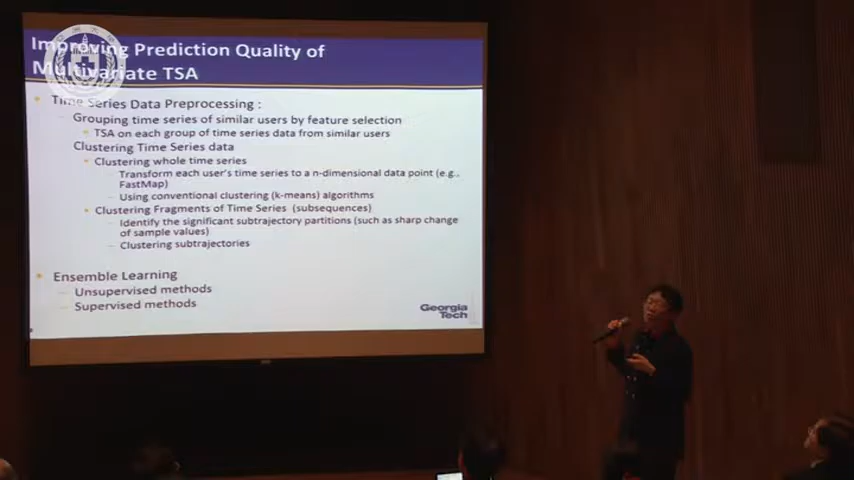 Improving Prediction Quality of
Multivariate TSA
Time Series Data Preprocessing :
Grouping time series of similar users by feature selection
TSA on each group of time series data from similar users
Clustering Time Series data
Clustering whole time series
Transform each user's time series to a n-dimensional data point (e.g.,
FastMap)
Using conventional clustering (k-means) algorithms
Clustering Fragments of Time Series (subsequences)
Identify the significant subtrajectory partitions (such as sharp change
of sample values)
Clustering subtrajectories
Ensemble Learning
Unsupervised methods
Supervised methods
Georgia
Tech